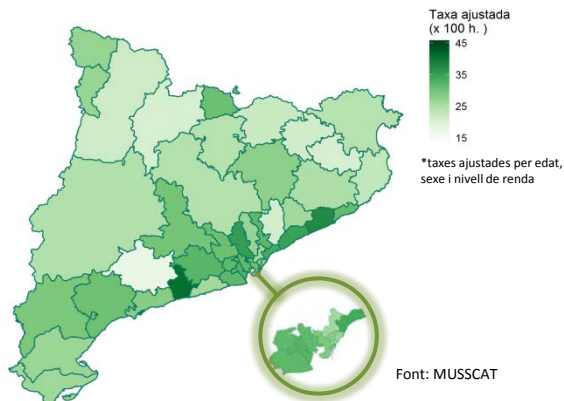 Taxa ajustada
(x 100 h. )
45
35
25
15
*taxes ajustades per edat,
sexe i nivell de renda
Font: MUSSCAT